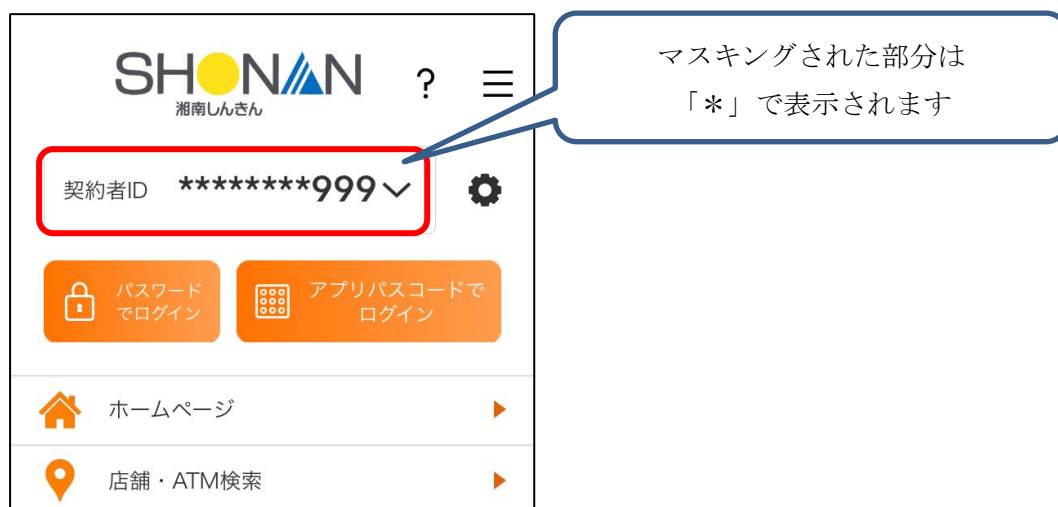 SHONAN
湘南しんきん
?
マスキングされた部分は
「＊」で表示されます
契約者ID ********999
パスワード
でログイン
アプリパスコードで
ログイン
ホームページ
店舗・ATM検索